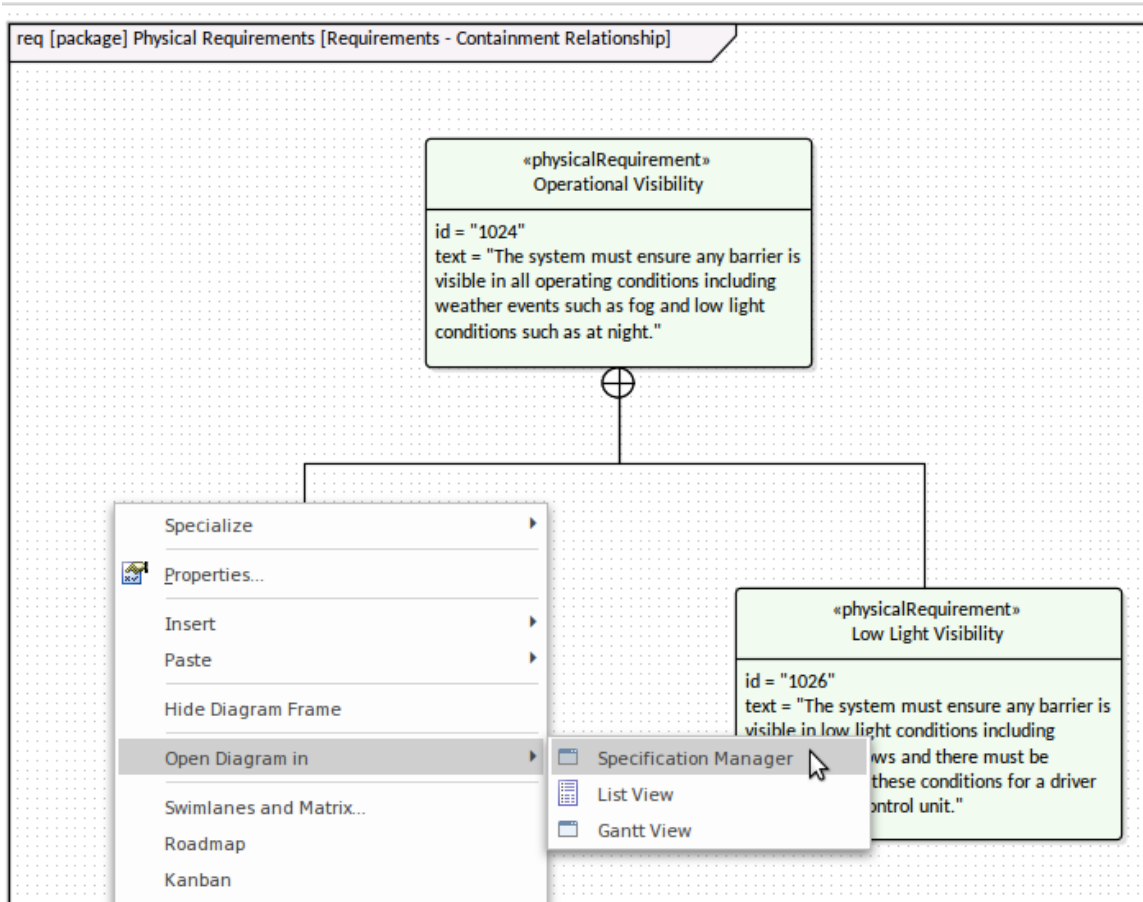 req [package] Physical Requirements [Requirements - Containment Relationship]
«physicalRequirement»
Operational Visibility
id = "1024"
text = "The system must ensure any barrier is
visible in all operating conditions including
weather events such as fog and low light
conditions such as at night."
Specialize
Properties...
Insert
Paste
Hide Diagram Frame
Open Diagram in
Swimlanes and Matrix...
Roadmap
Kanban
Specification Manager
List View
Gantt View
«physicalRequirement»
Low Light Visibility
id = "1026"
text = "The system must ensure any barrier is
visible in low light conditions including
and there must be
these conditions for a driver
unit."